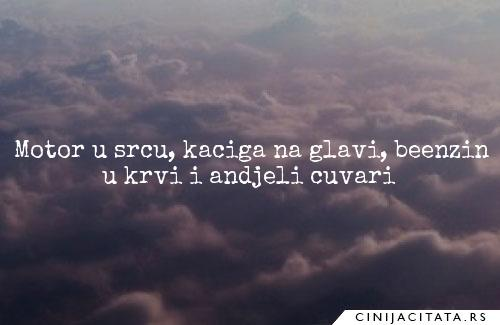 Motor u srcu, kaciga na glavi, beenzin
u krvi i andjeli cuvari
CINIJACITATA.RS